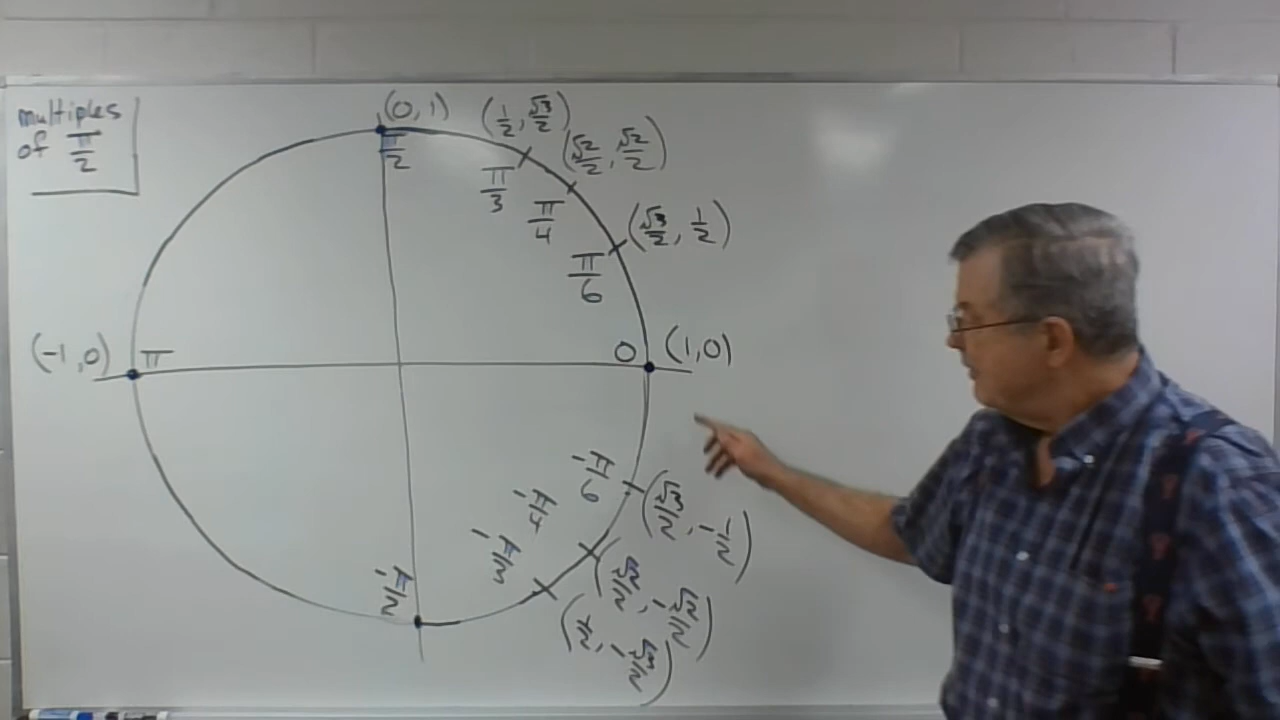 multiples
of π/2
(0, 1)
π/2
(1/2, √3/2)
π/3
(√2/2, √2/2)
π/4
(√3/2, 1/2)
π/6
(-1, 0)
π
0
(1, 0)
-π/6
(√3/2, -1/2)
(√2/2, -√2/2)
-π/3
(1/2, -√3/2)
-π/2